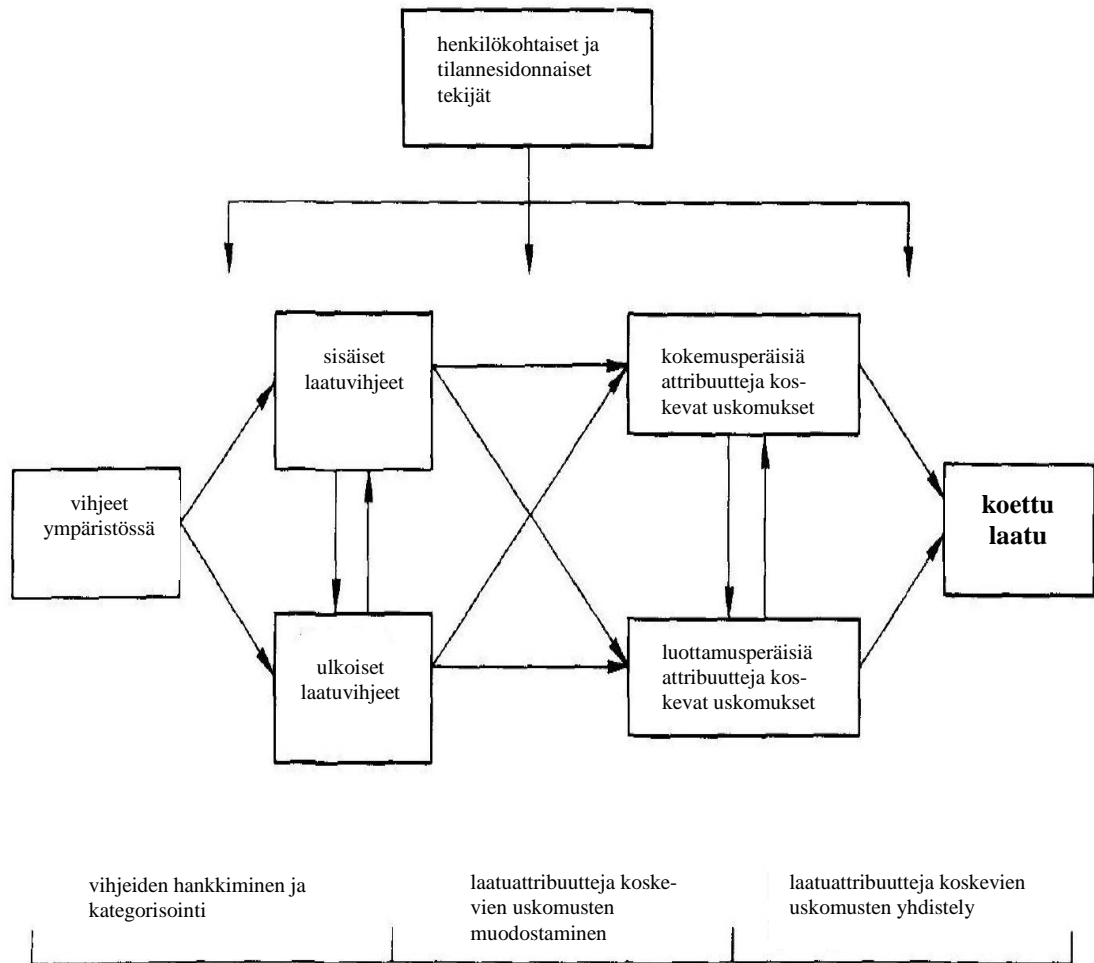 henkilökohtaiset ja
tilannesidonnaiset
tekijät
sisäiset
laatuvihjeet
kokemusperäisiä
attribuutteja kos-
kevat uskomukset
vihjeet
ympäristössä
koettu
laatu
ulkoiset
laatuvihjeet
luottamusperäisiä
attribuutteja kos-
kevat uskomukset
vihjeiden hankkiminen ja
kategorisointi
laatuattribuutteja koske-
vien uskomusten
muodostaminen
laatuattribuutteja koskevien
uskomusten yhdistely